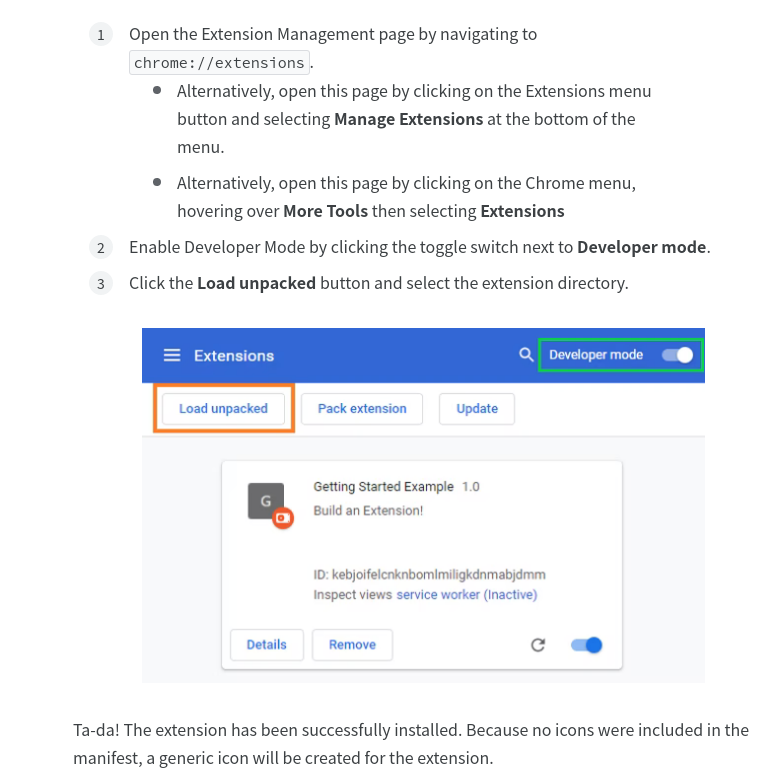 1 Open the Extension Management page by navigating to
chrome://extensions.
• Alternatively, open this page by clicking on the Extensions menu
button and selecting Manage Extensions at the bottom of the
menu.
• Alternatively, open this page by clicking on the Chrome menu,
hovering over More Tools then selecting Extensions
2 Enable Developer Mode by clicking the toggle switch next to Developer mode.
3 Click the Load unpacked button and select the extension directory.
Extensions Developer mode
Load unpacked Pack extension Update
G
Getting Started Example 1.0
Build an Extension!
ID: kebjoifelcnknbomlmiligkdnmabjdmm
Inspect views service worker (Inactive)
Details Remove
Ta-da! The extension has been successfully installed. Because no icons were included in the
manifest, a generic icon will be created for the extension.